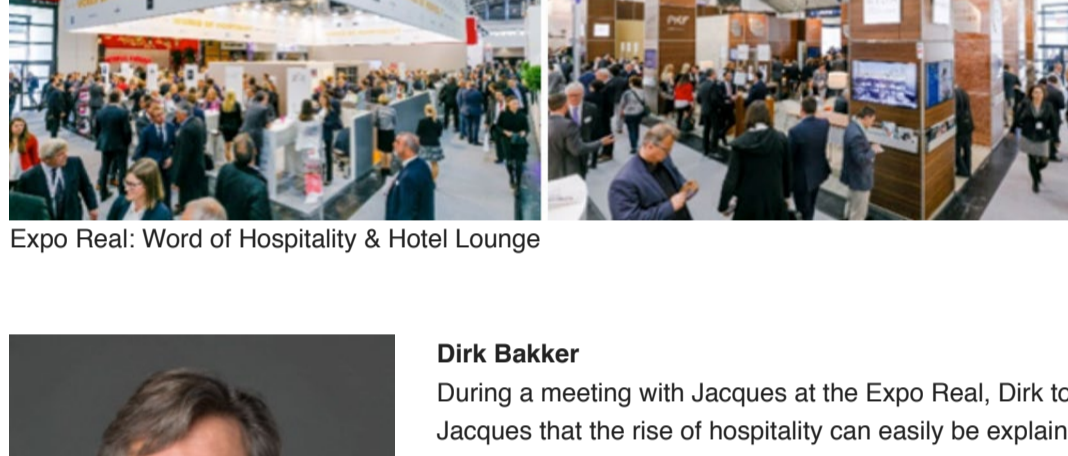 PKF
Expo Real: Word of Hospitality & Hotel Lounge
Dirk Bakker
During a meeting with Jacques at the Expo Real, Dirk to
Jacques that the rise of hospitality can easily be explain